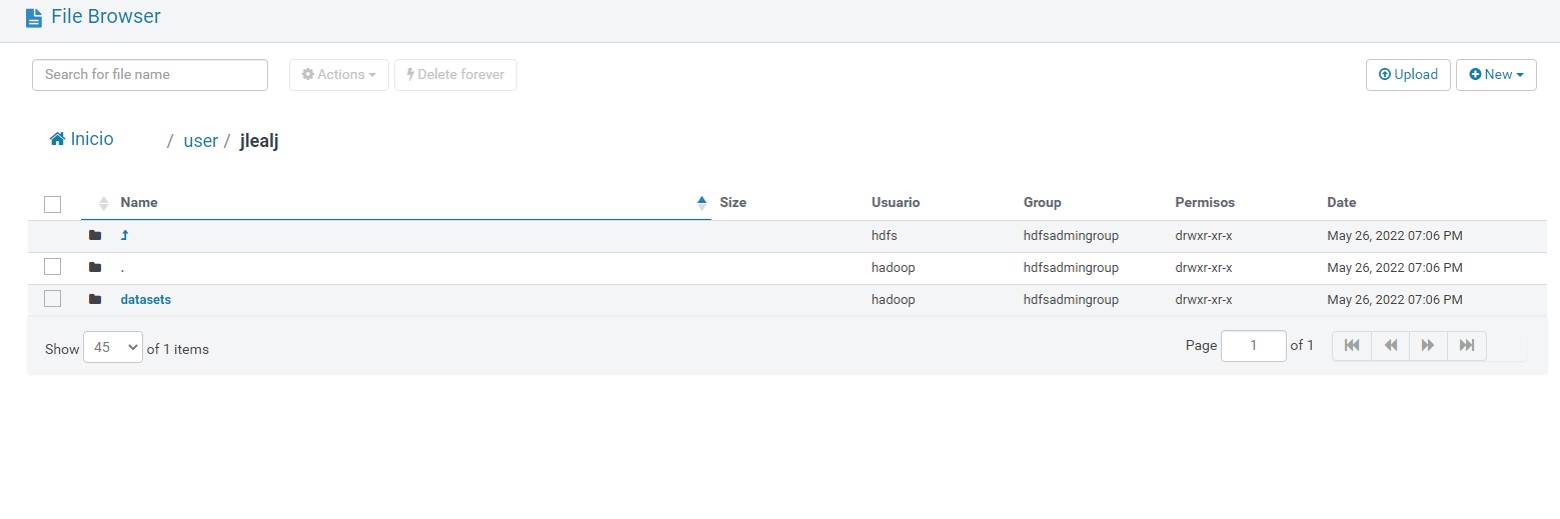 File Browser
Search for file name Actions Delete forever Upload New
Inicio / user / jlealj
Name Size Usuario Group Permisos Date
hdfs hdfsadmingroup drwxr-xr-x May 26, 2022 07:06 PM
. hadoop hdfsadmingroup drwxr-xr-x May 26, 2022 07:06 PM
datasets hadoop hdfsadmingroup drwxr-xr-x May 26, 2022 07:06 PM
Show 45 of 1 items Page 1 of 1